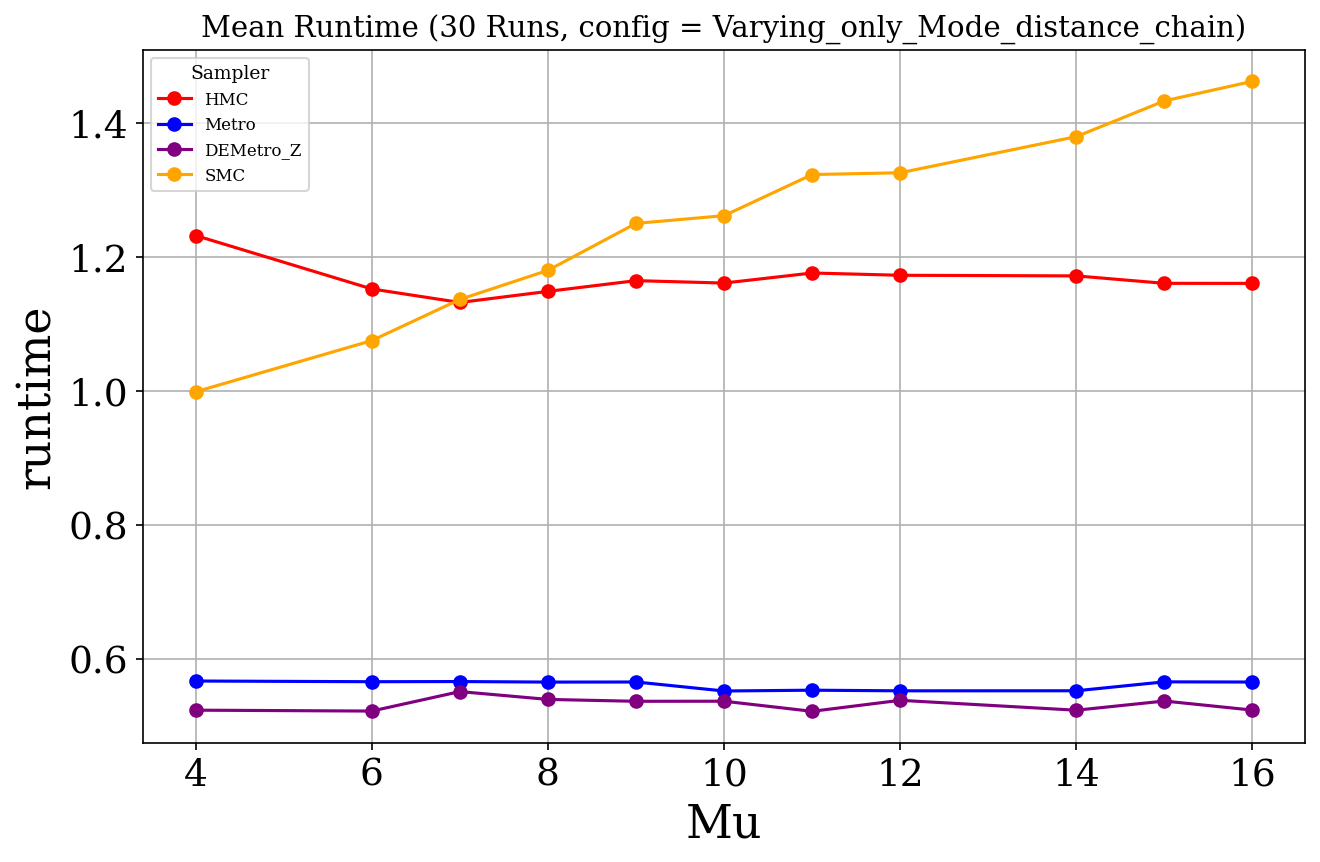 Mean Runtime (30 Runs, config = Varying_only_Mode_distance_chain)
Sampler
HMC
Metro
DEMetro_Z
SMC
runtime
1.4
1.2
1.0
0.8
0.6
4 6 8 10 12 14 16
Mu